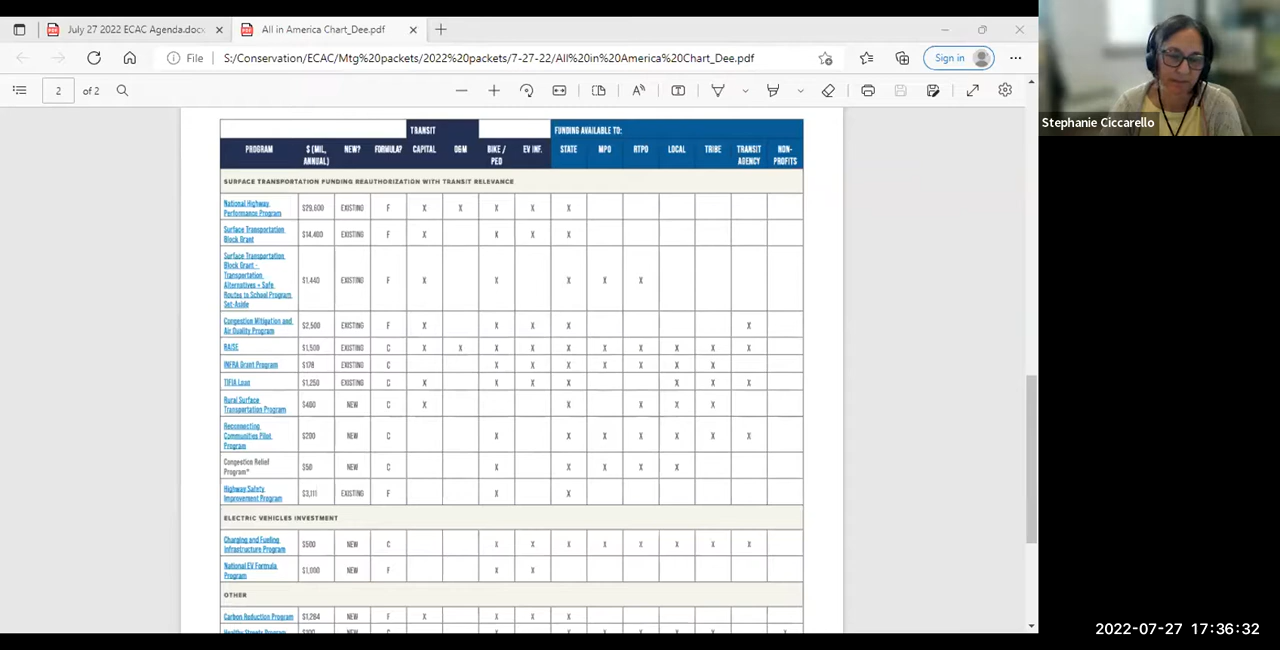 July 27 2022 ECAC Agenda.docx
All in America Chart_Dee.pdf
File S:/Conservation/ECAC/Mtg%20packets/2022%20packets/7-27-22/All%20in%20America%20Chart_Dee.pdf
Sign in
2 of 2
TRANSIT FUNDING AVAILABLE TO:
PROGRAM $ (MIL, NEW? FORMULA? CAPITAL O&M BIKE / EV INF. STATE MPO RTPO LOCAL TRIBE TRANSIT NON-
ANNUAL) PED AGENCY PROFITS
SURFACE TRANSPORTATION FUNDING REAUTHORIZATION WITH TRANSIT RELEVANCE
National Highway
Performance Program $29,600 EXISTING F X X X X X
Surface Transportation
Block Grant $14,400 EXISTING F X X X X
Surface Transportation
Block Grant -
Transportation
Alternatives + Safe
Routes to School Program
Set-Aside $1,440 EXISTING F X X X X X
Congestion Mitigation and
Air Quality Program $2,500 EXISTING F X X X X X
RAISE $1,500 EXISTING C X X X X X X X X X X
INFRA Grant Program EXISTING C X X X X X X X
TIFIA Loan $1,250 EXISTING C X X X X X X X
Rural Surface
Transportation Program $400 NEW C X X X X X
Reconnecting
Communities Pilot
Program $200 NEW C X X X X X X X
Congestion Relief
Program* $50 NEW C X X X X X
Highway Safety
Improvement Program $3,111 EXISTING F X X
ELECTRIC VEHICLES INVESTMENT
Charging and Fueling
Infrastructure Program $500 NEW C X X X X X X X X
National EV Formula
Program $1,000 NEW F X X
OTHER
Carbon Reduction Program $1,284 NEW F X X X X
Healthy Streets Program $100
Stephanie Ciccarello
2022-07-27 17:36:32